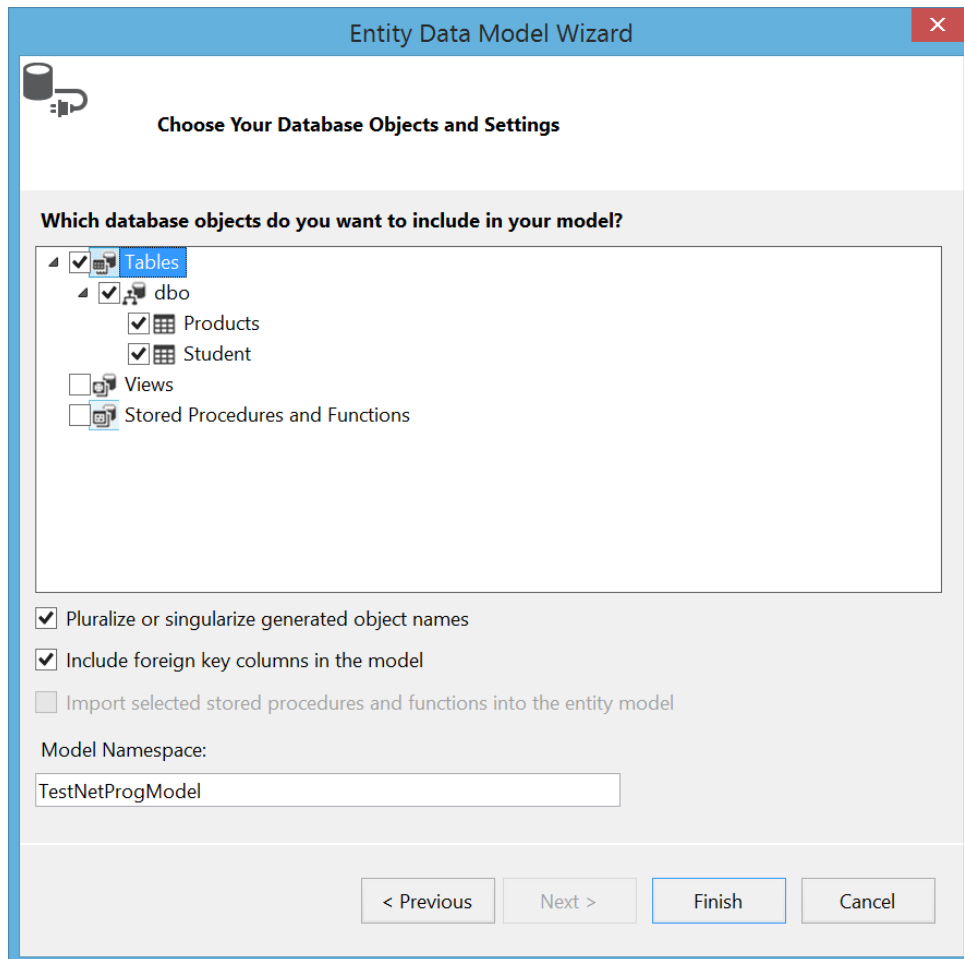 Entity Data Model Wizard
Choose Your Database Objects and Settings
Which database objects do you want to include in your model?
Tables
dbo
Products
Student
Views
Stored Procedures and Functions
Pluralize or singularize generated object names
Include foreign key columns in the model
Import selected stored procedures and functions into the entity model
Model Namespace:
TestNetProgModel
< Previous Next > Finish Cancel